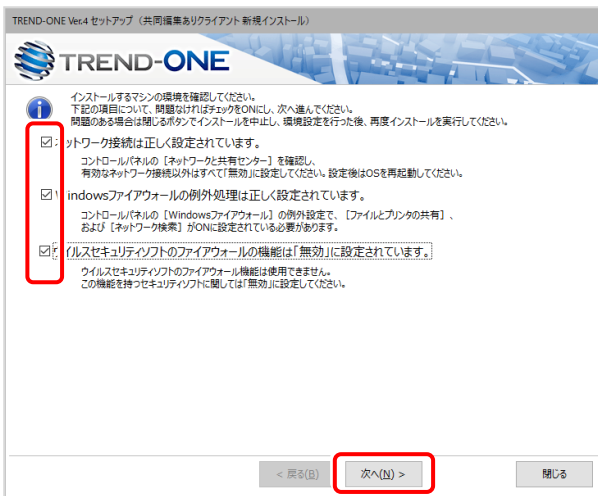 TREND-ONE Ver.4 セットアップ（共同編集ありクライアント 新規インストール）
TREND-ONE
インストールするマシンの環境を確認してください。
下記の項目について、問題なければチェックをONにし、次へ進んでください。
問題のある場合は閉じるボタンでインストールを中止し、環境設定を行った後、再度インストールを実行してください。
ットワーク接続は正しく設定されています。
コントロールパネルの［ネットワークと共有センター］を確認し、
有効なネットワーク接続以外はすべて「無効」に設定してください。設定後はOSを再起動してください。
indowsファイアウォールの例外処理は正しく設定されています。
コントロールパネルの［Windowsファイアウォール］の例外設定で、［ファイルとプリンタの共有］、
および［ネットワーク検索］がONに設定されている必要があります。
イルスセキュリティソフトのファイアウォールの機能は「無効」に設定されています。
ウイルスセキュリティソフトのファイアウォール機能は使用できません。
この機能を持つセキュリティソフトに関しては「無効」に設定してください。
< 戻る(B) 次へ(N) > 閉じる